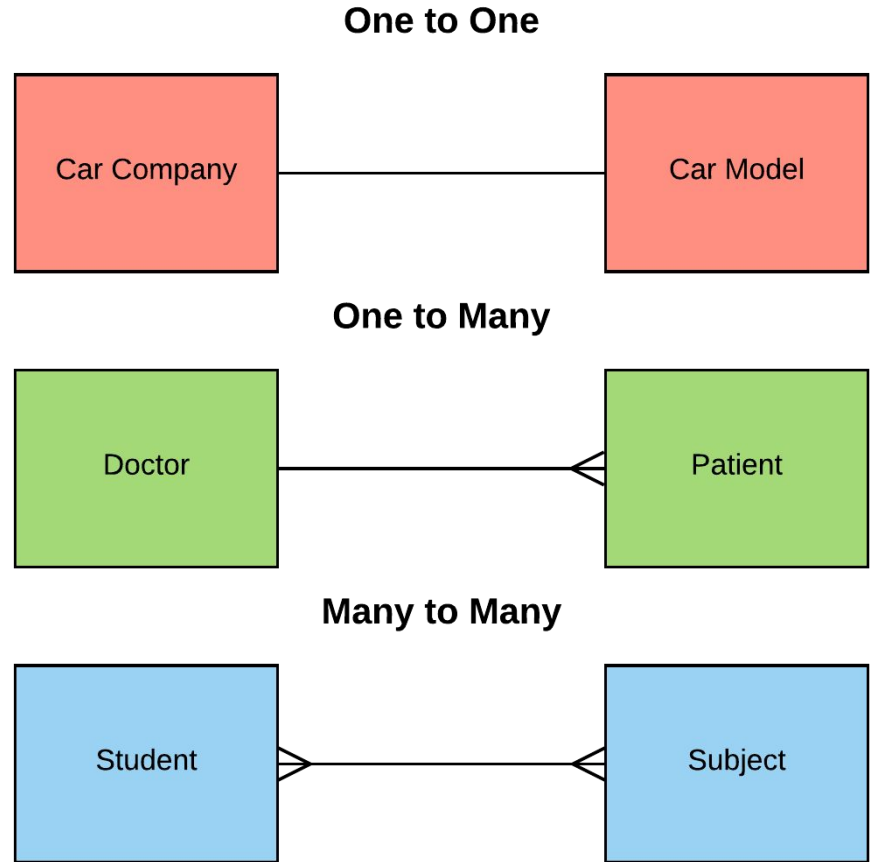 One to One
Car Company
Car Model
One to Many
Doctor
Patient
Many to Many
Student
Subject